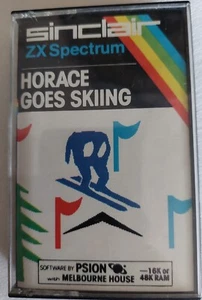 sinclair
ZX Spectrum
HORACE
GOES SKIING
SOFTWARE BY PSION
WITH MELBOURNE HOUSE
—16K or
48K RAM